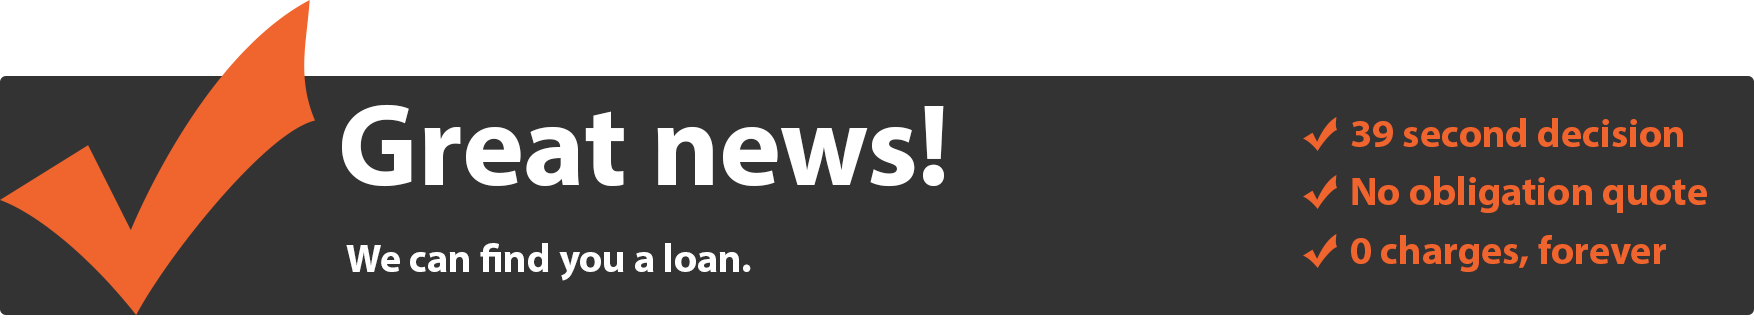 Great news!
We can find you a loan.
39 second decision
No obligation quote
0 charges, forever